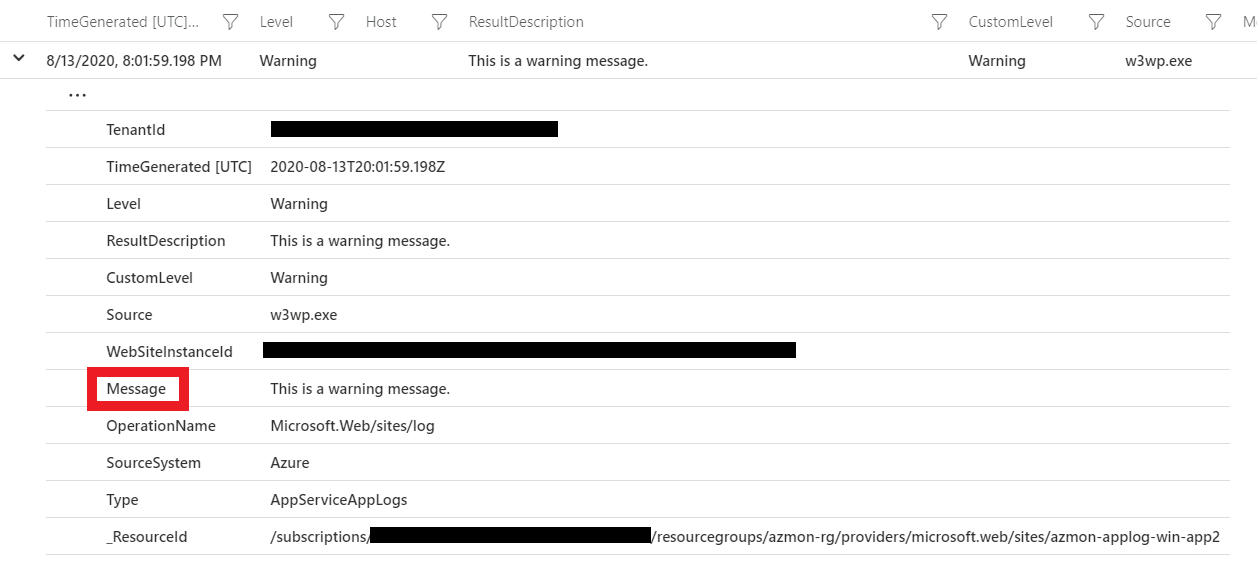 TimeGenerated [UTC]... Level Host ResultDescription CustomLevel Source
8/13/2020, 8:01:59.198 PM Warning This is a warning message. Warning w3wp.exe
...
TenantId
TimeGenerated [UTC] 2020-08-13T20:01:59.198Z
Level Warning
ResultDescription This is a warning message.
CustomLevel Warning
Source w3wp.exe
WebSiteInstanceId
Message This is a warning message.
OperationName Microsoft.Web/sites/log
SourceSystem Azure
Type AppServiceAppLogs
_ResourceId /subscriptions/ /resourcegroups/azmon-rg/providers/microsoft.web/sites/azmon-applog-win-app2